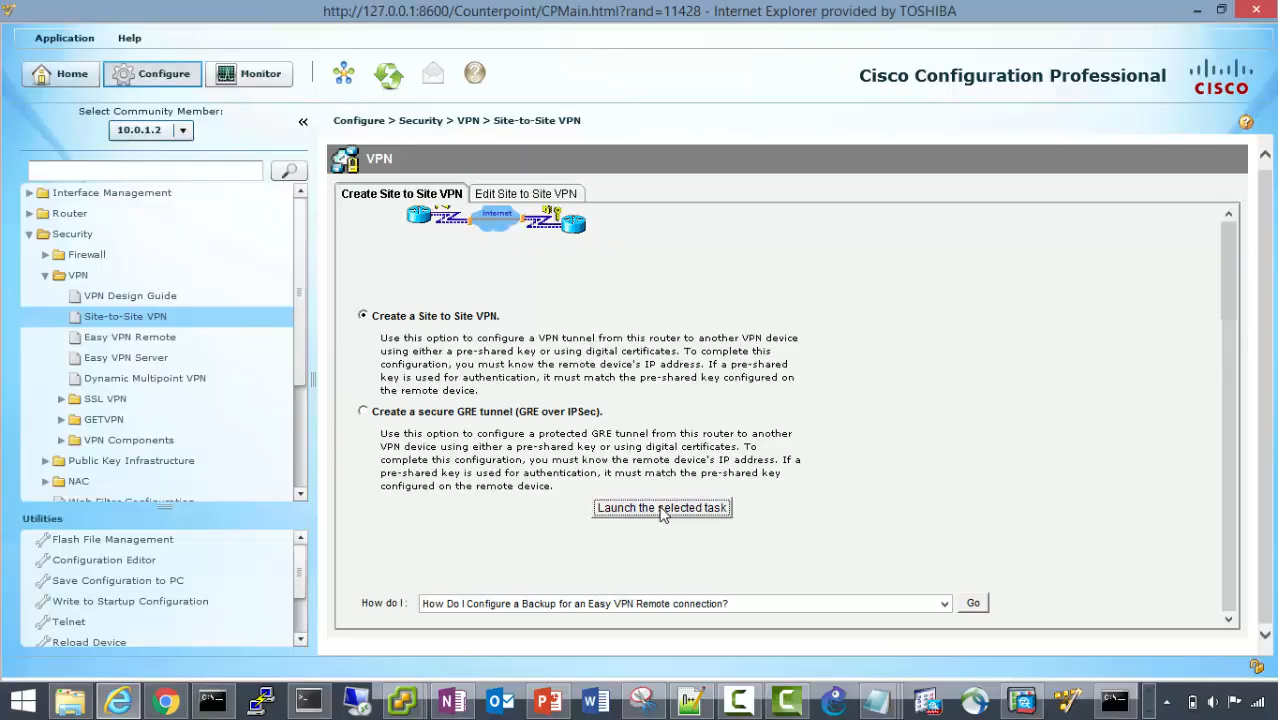 http://127.0.0.1:8600/Counterpoint/CPMain.html?rand=11428 - Internet Explorer provided by TOSHIBA
Application Help
Home Configure Monitor
Cisco Configuration Professional
CISCO
Select Community Member:
10.0.1.2
«
Configure > Security > VPN > Site-to-Site VPN
VPN
Create Site to Site VPN Edit Site to Site VPN
Internet
Interface Management
Router
Security
Firewall
VPN
VPN Design Guide
Site-to-Site VPN
Easy VPN Remote
Easy VPN Server
Dynamic Multipoint VPN
SSL VPN
GETVPN
VPN Components
Public Key Infrastructure
NAC
Web Filter Configuration
Utilities
Flash File Management
Configuration Editor
Save Configuration to PC
Write to Startup Configuration
Telnet
Reload Device
Create a Site to Site VPN.
Use this option to configure a VPN tunnel from this router to another VPN device
using either a pre-shared key or using digital certificates. To complete this
configuration, you must know the remote device's IP address. If a pre-shared
key is used for authentication, it must match the pre-shared key configured on
the remote device.
Create a secure GRE tunnel (GRE over IPSec).
Use this option to configure a protected GRE tunnel from this router to another
VPN device using either a pre-shared key or using digital certificates. To
complete this configuration, you must know the remote device's IP address. If a
pre-shared key is used for authentication, it must match the pre-shared key
configured on the remote device.
Launch the selected task
How do I: How Do I Configure a Backup for an Easy VPN Remote connection? Go